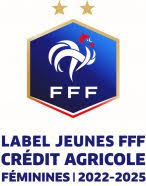 FFF
LABEL JEUNES FFF
CRÉDIT AGRICOLE
FÉMININES | 2022-2025